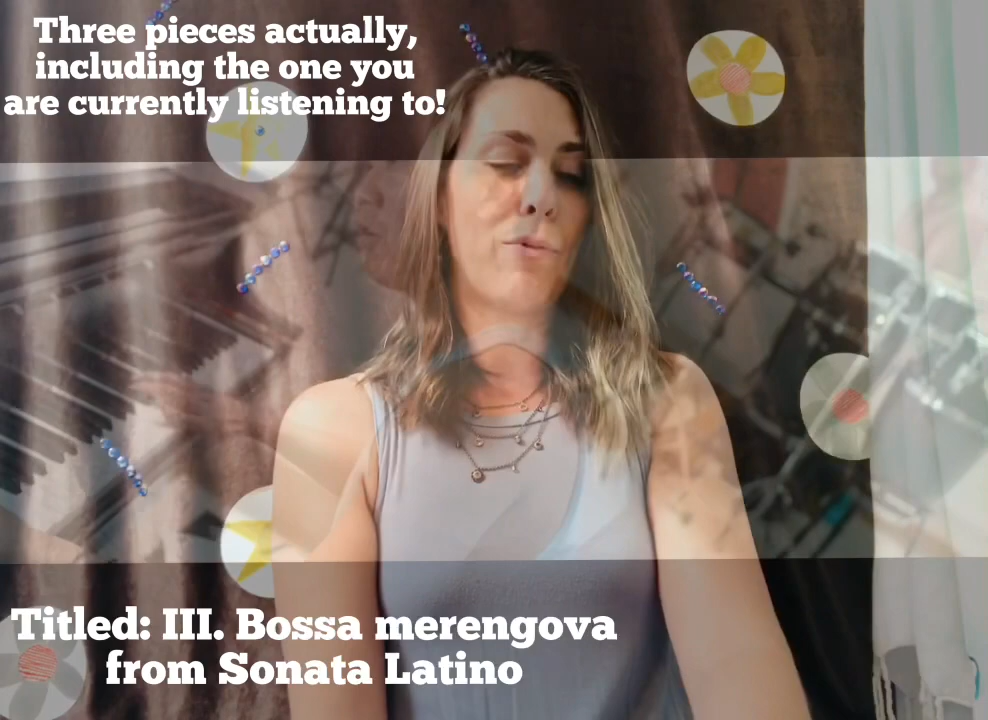 Three pieces actually,
including the one you
are currently listening to!
Titled: III. Bossa merengova
from Sonata Latino